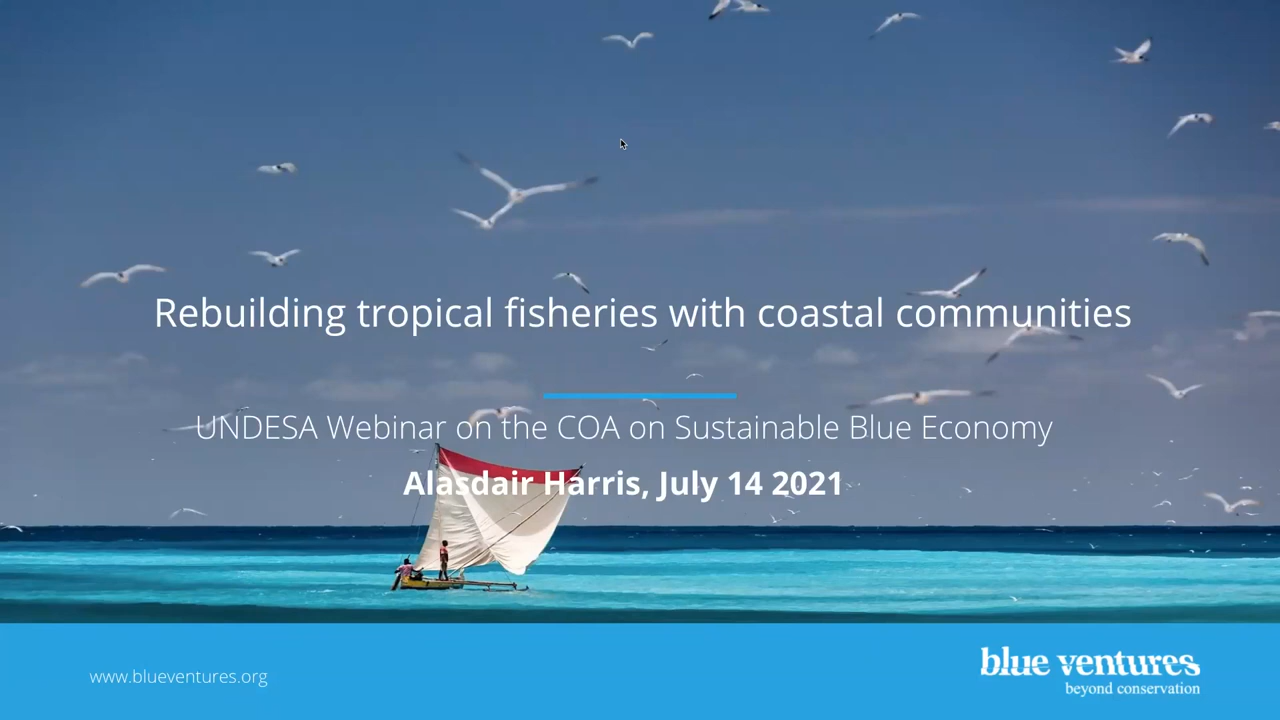 Rebuilding tropical fisheries with coastal communities
UNDESA Webinar on the COA on Sustainable Blue Economy
Alasdair Harris, July 14 2021
www.blueventures.org
blue ventures
beyond conservation